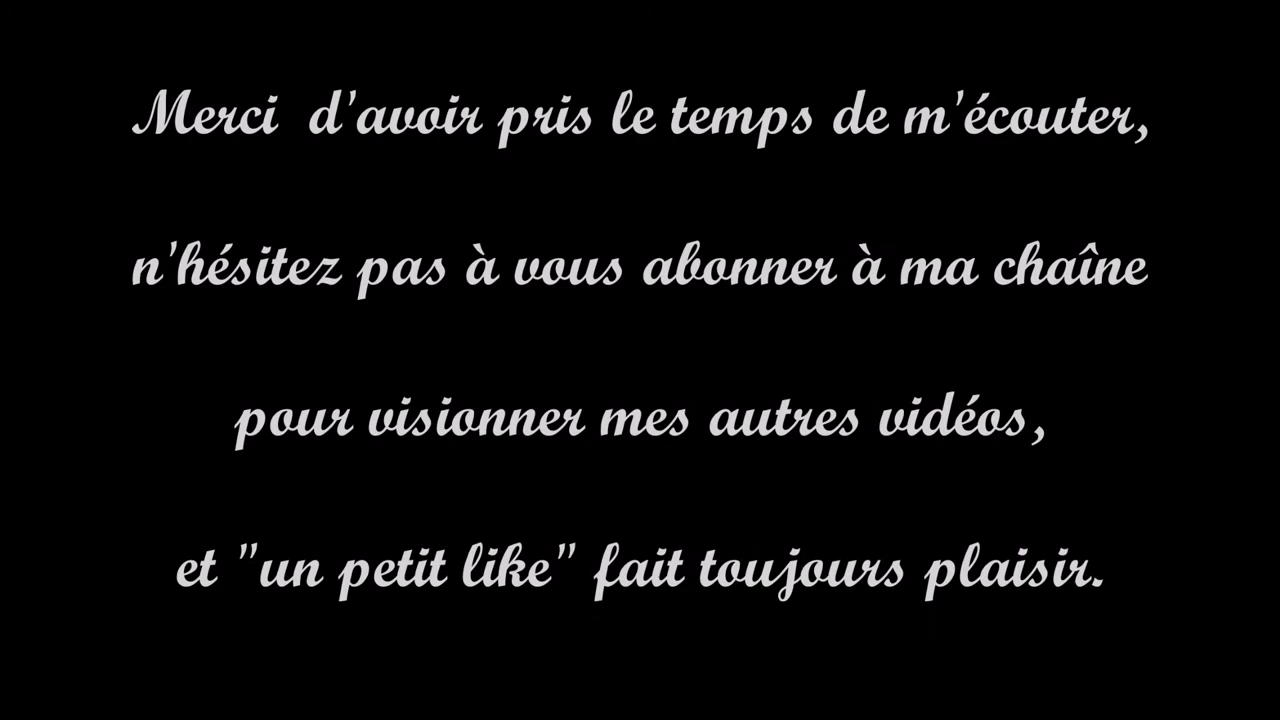 Merci d'avoir pris le temps de m'écouter,
n'hésitez pas à vous abonner à ma chaîne
pour visionner mes autres vidéos,
et "un petit like" fait toujours plaisir.